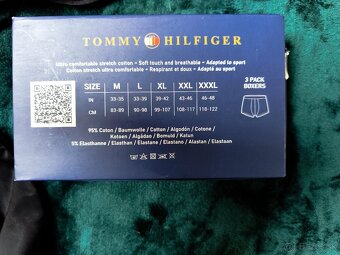 TOMMY HILFIGER
Ultra comfortable stretch cotton • Soft touch and breathable • Adapted to sport
Coton stretch ultra comfortable • Respirant et doux • Adapté au sport
SIZE M L XL XXL XXXL
IN 33-35 33-39 39-42 43-46 46-48
CM 83-89 90-98 99-107 108-117 118-122
3 PACK
BOXERS
95% Coton / Baumwolle / Cotton / Algodón / Cotone /
Katoen / Algodão / Bomuld / Katun
5% Elasthanne / Elasthan / Elastane / Elastano / Elastan / Elastaan